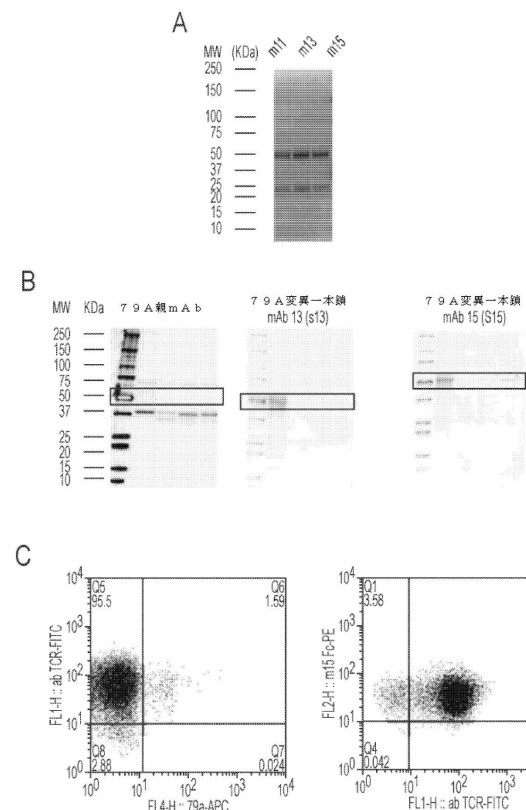 A
MW (KDa) m11 m13 m15
250
150
100
75
50
37
25
20
15
10
B
MW KDa
79A親mAb
79A変異一本鎖
mAb 13 (s13)
79A変異一本鎖
mAb 15 (S15)
250
150
100
75
50
37
25
20
15
10
C
10⁴
10³
10²
10¹
10⁰
FL1-H :: ab TCR-FITC
Q5
95.5
Q6
1.59
Q8
2.88
Q7
0.024
10⁰ 10¹ 10² 10³ 10⁴
FL4-H :: 79a-APC
10⁴
10³
10²
10¹
10⁰
FL2-H :: m15 Fc-PE
Q1
3.58
Q4
0.042
10⁰ 10¹ 10² 10³
FL1-H :: ab TCR-FITC